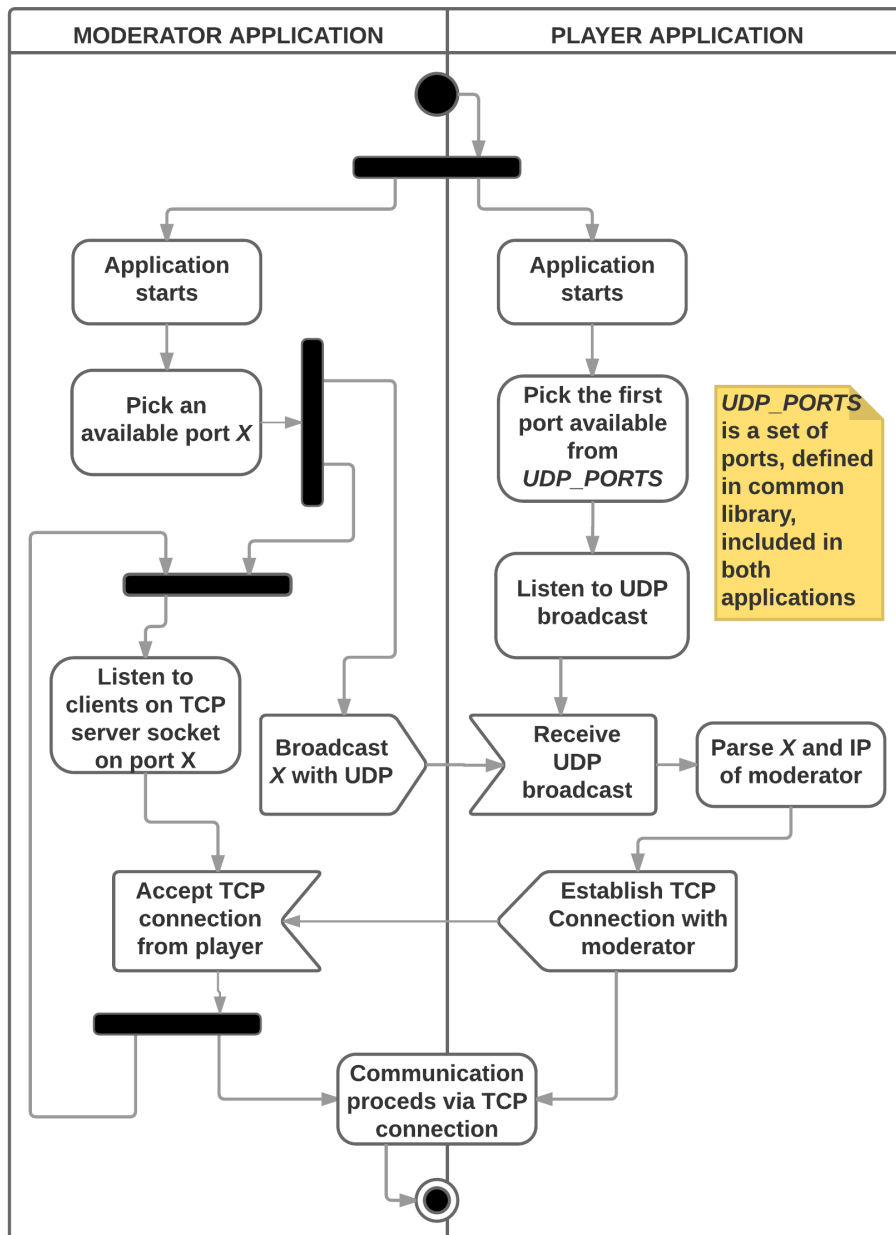 MODERATOR APPLICATION
PLAYER APPLICATION
Application
starts
Application
starts
Pick an
available port X
Pick the first
port available
from
UDP_PORTS
UDP_PORTS
is a set of
ports, defined
in common
library,
included in
both
applications
Listen to UDP
broadcast
Listen to
clients on TCP
server socket
on port X
Broadcast
X with UDP
Receive
UDP
broadcast
Parse X and IP
of moderator
Accept TCP
connection
from player
Establish TCP
Connection with
moderator
Communication
proceds via TCP
connection